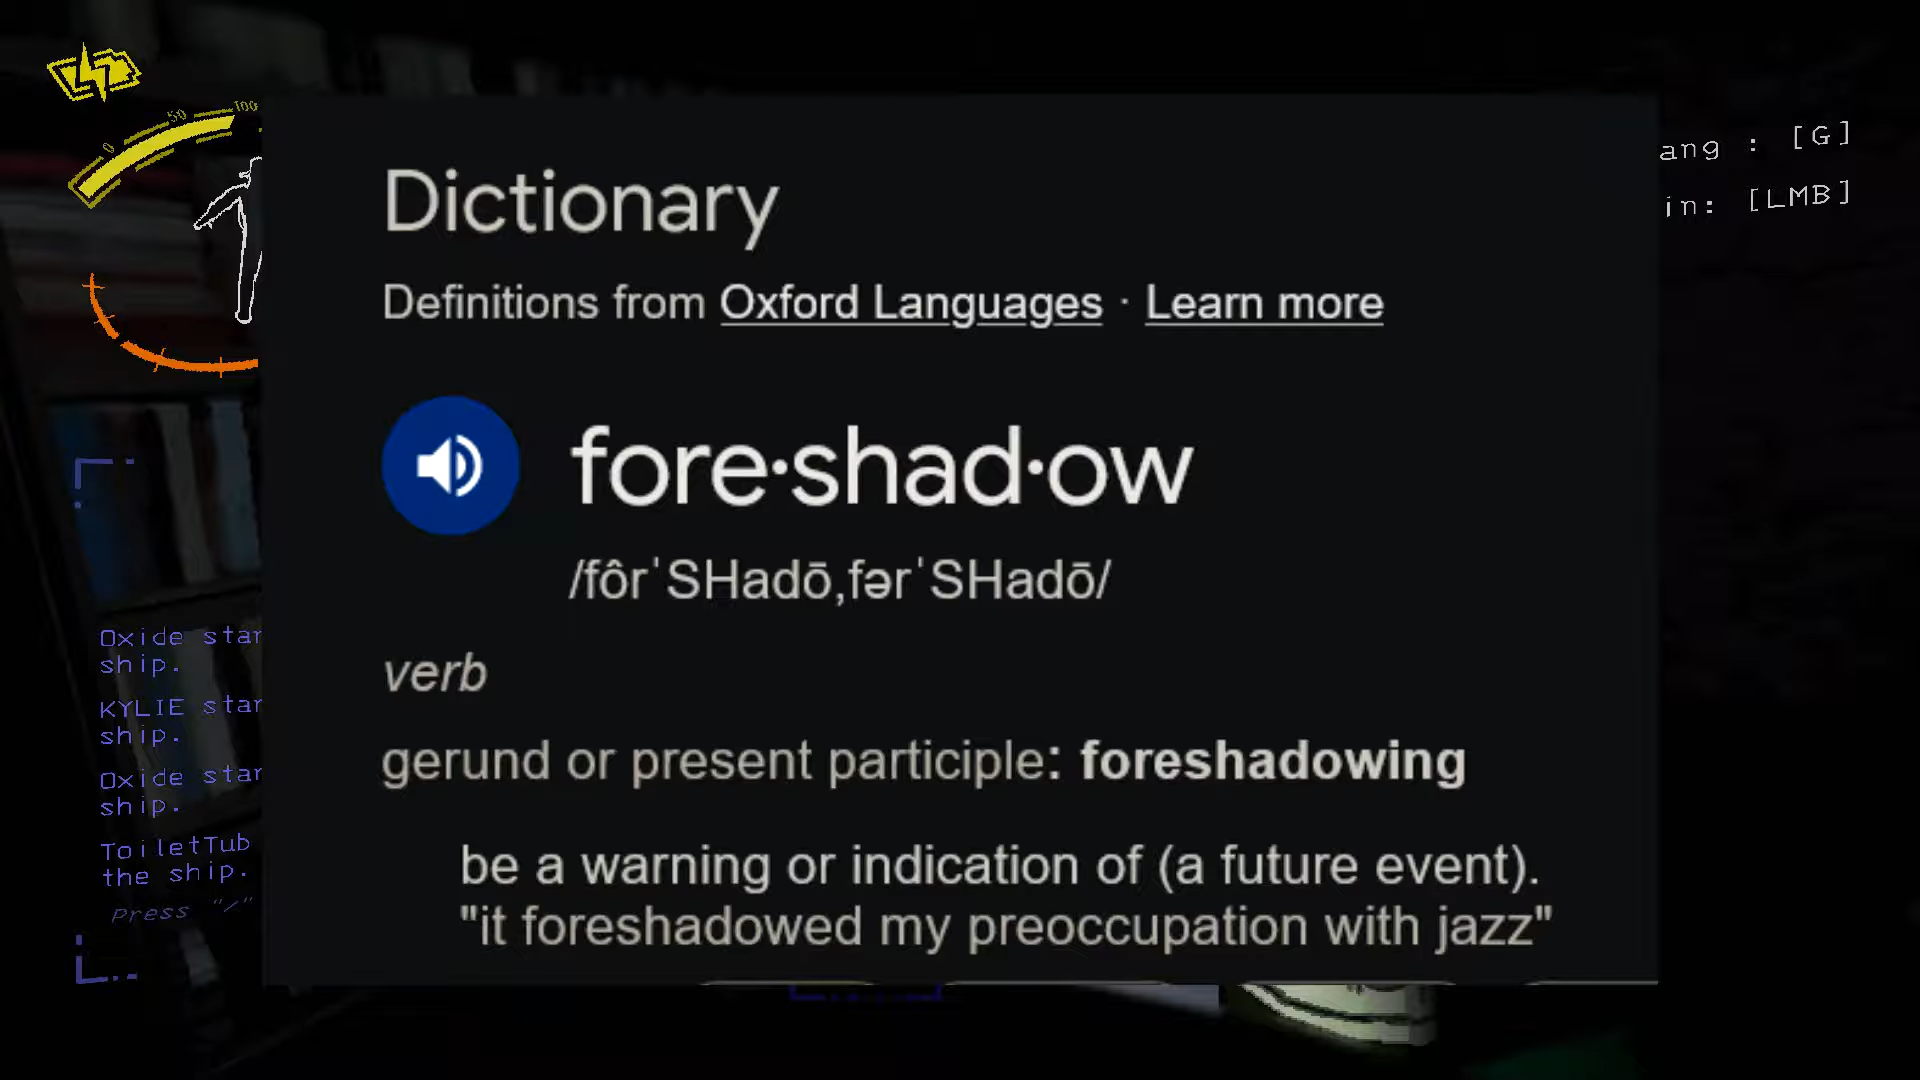 0 50 100
ang : [G]
in: [LMB]
Dictionary
Definitions from Oxford Languages · Learn more
fore·shad·ow
/fôrˈSHadō,fərˈSHadō/
verb
gerund or present participle: foreshadowing
be a warning or indication of (a future event).
"it foreshadowed my preoccupation with jazz"
Oxide star
ship.
KYLIE star
ship.
Oxide star
ship.
ToiletTub
the ship.
Press "/"